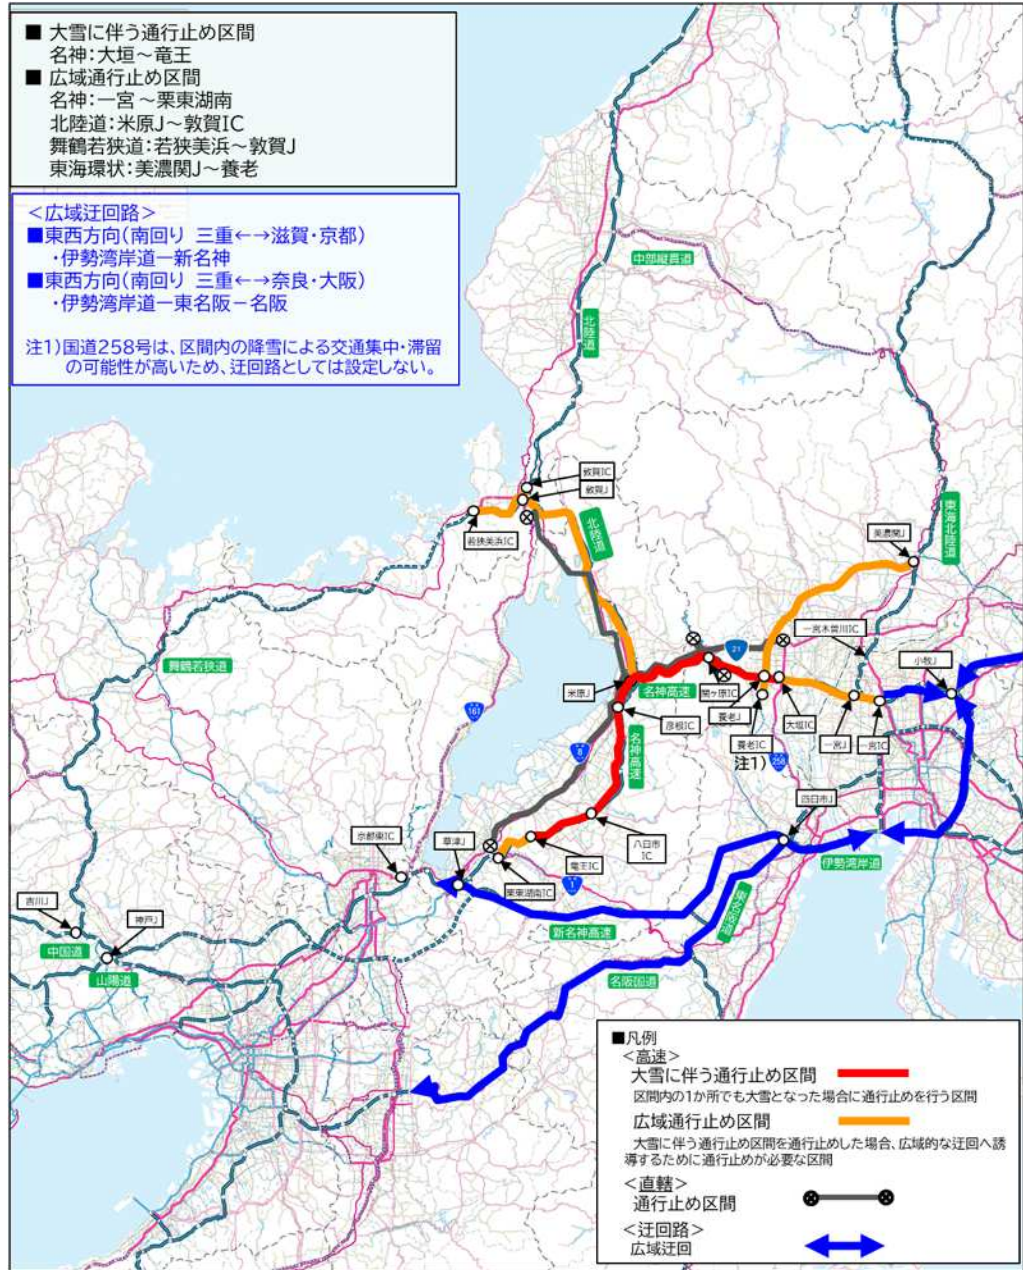 ■ 大雪に伴う通行止め区間
名神:大垣～竜王
■ 広域通行止め区間
名神:一宮～栗東湖南
北陸道:米原J～敦賀IC
舞鶴若狭道:若狭美浜～敦賀J
東海環状:美濃関J～養老
<広域迂回路>
■東西方向(南回り 三重←→滋賀・京都)
・伊勢湾岸道ー新名神
■東西方向(南回り 三重←→奈良・大阪)
・伊勢湾岸道ー東名阪－名阪
注1)国道258号は、区間内の降雪による交通集中・滞留
の可能性が高いため、迂回路としては設定しない。
中部縦貫道
北陸道
敦賀IC
敦賀J
若狭美浜IC
北陸道
東海北陸道
美濃関J
一宮木曽川IC
小牧J
舞鶴若狭道
21
米原J
名神高速
関ヶ原IC
養老J
大垣IC
一宮J
一宮IC
彦根IC
養老IC
注1)
258
161
8
名神高速
四日市J
京都東IC
草津J
八日市
IC
竜王IC
栗東湖南IC
1
伊勢湾岸道
吉川J
神戸J
中国道
山陽道
新名神高速
東名阪道
名阪国道
■凡例
<高速>
大雪に伴う通行止め区間
区間内の1か所でも大雪となった場合に通行止めを行う区間
広域通行止め区間
大雪に伴う通行止め区間を通行止めした場合、広域的な迂回へ誘
導するために通行止めが必要な区間
<直轄>
通行止め区間
<迂回路>
広域迂回